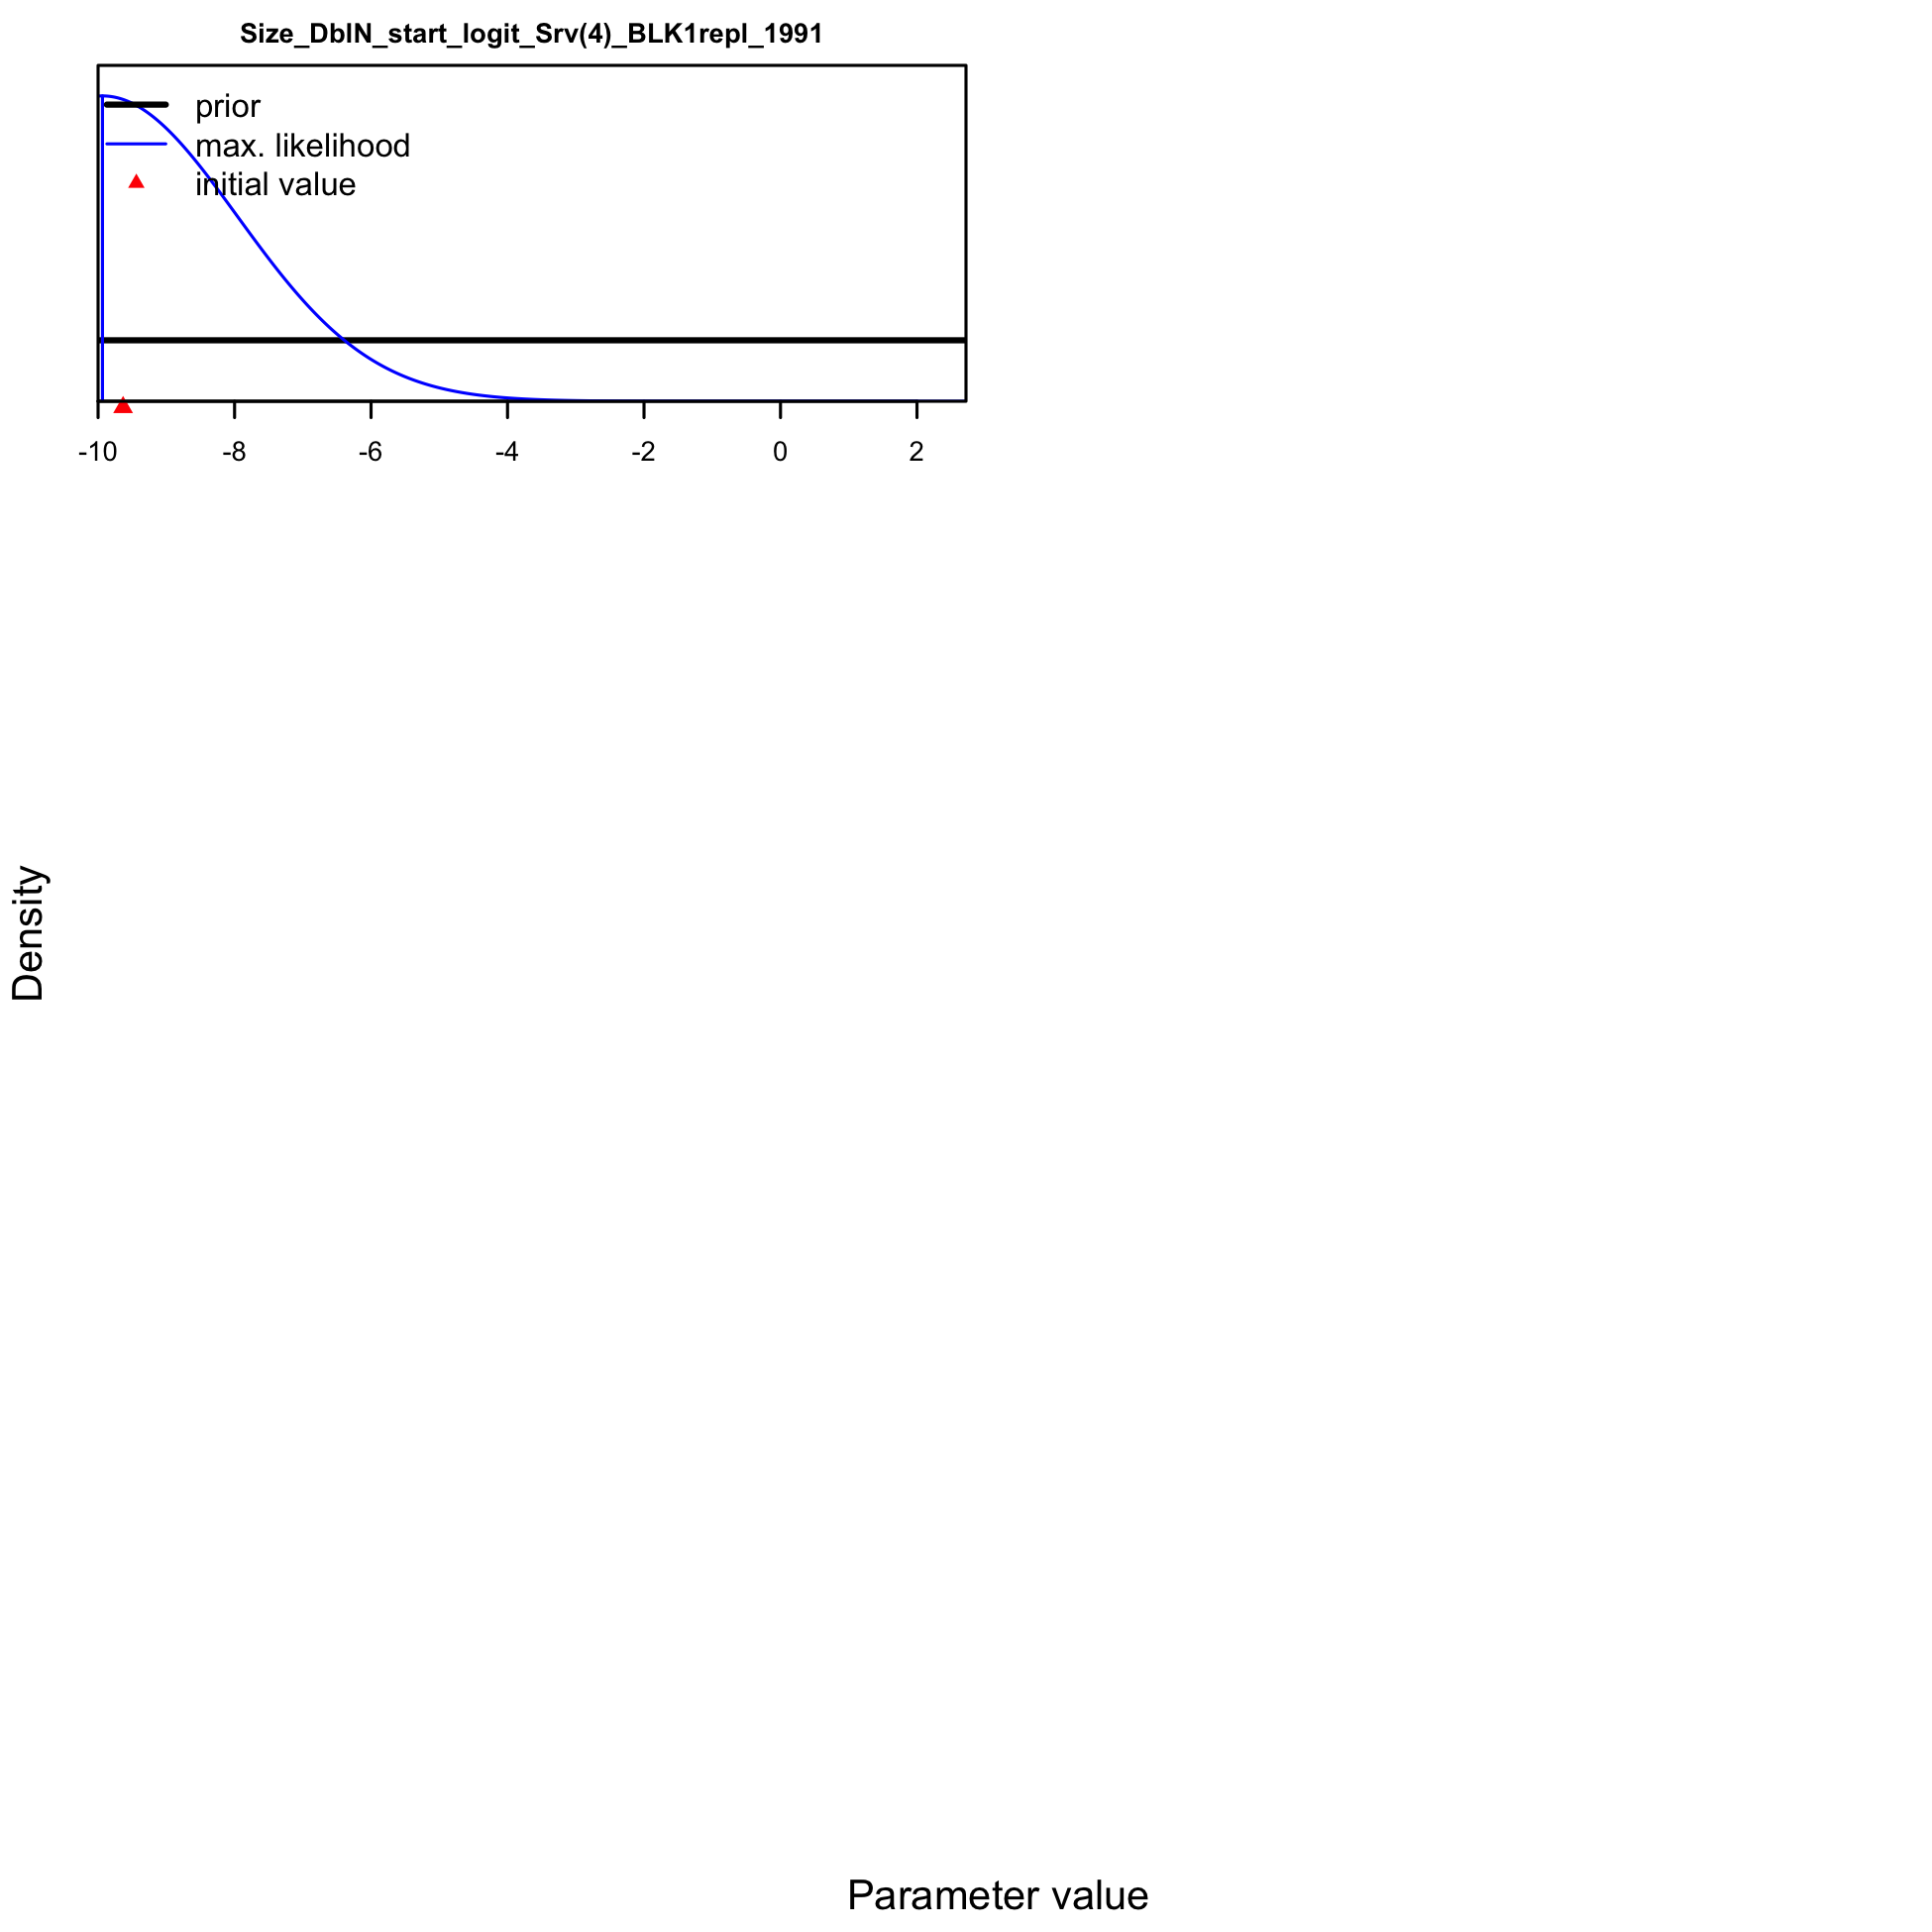 Size_DblN_start_logit_Srv(4)_BLK1repl_1991
prior
max. likelihood
initial value
-10 -8 -6 -4 -2 0 2
Density
Parameter value